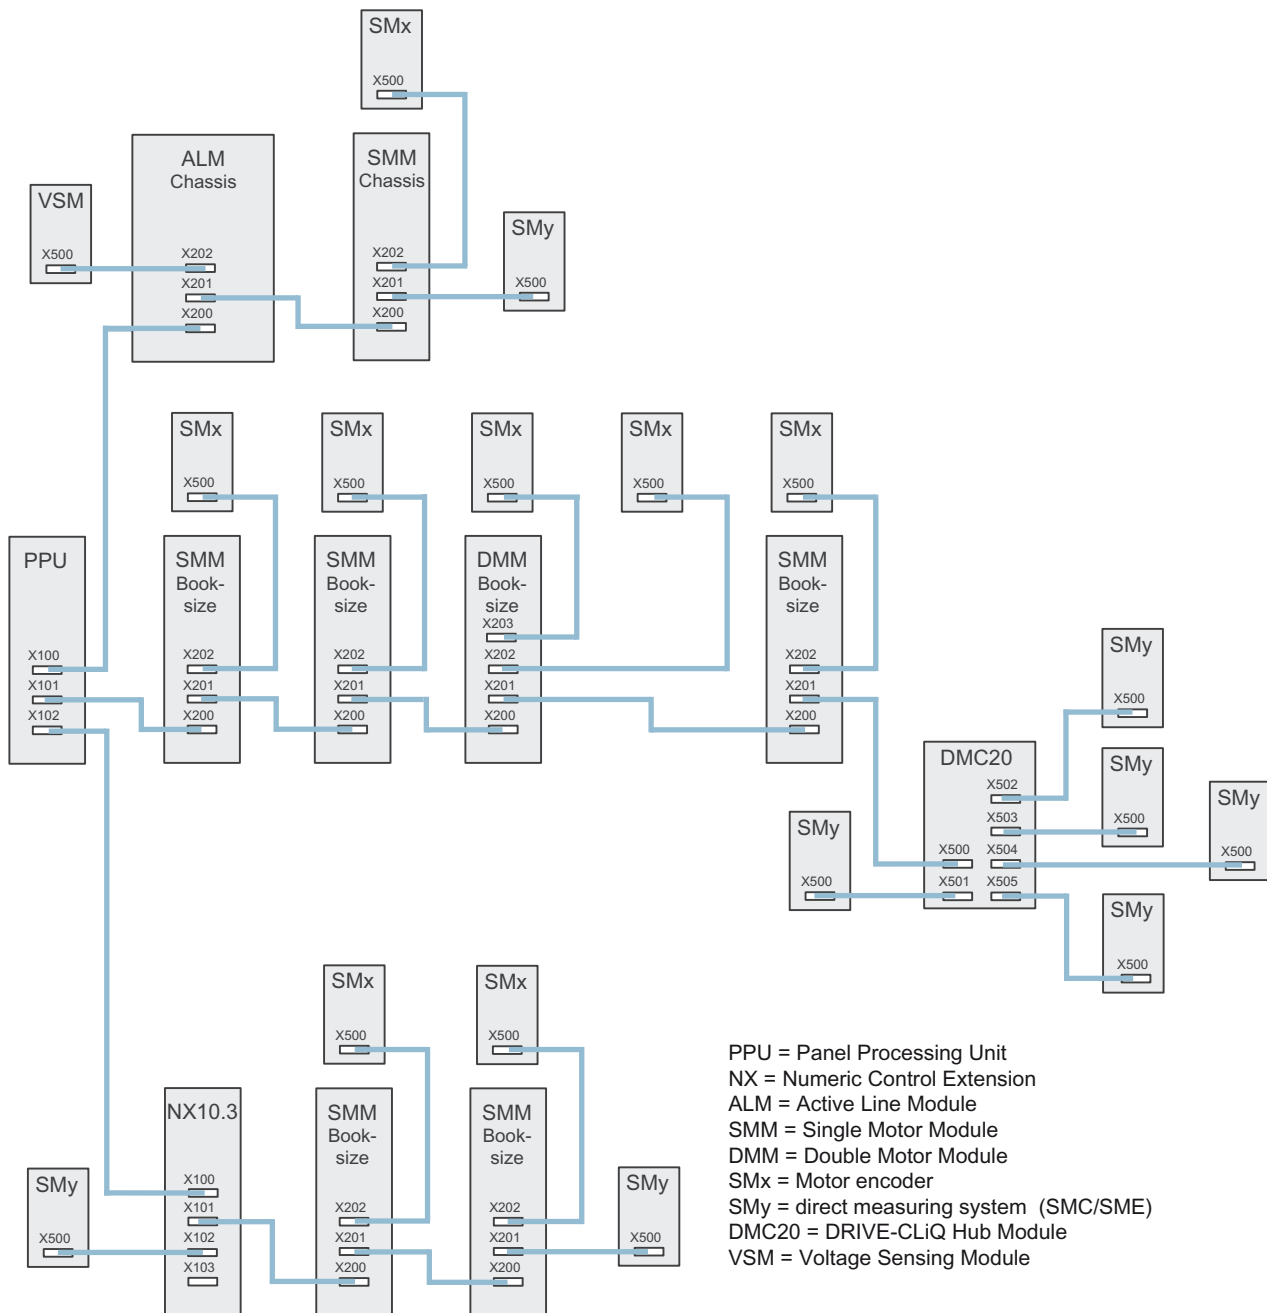 SMx
X500
ALM
Chassis
X202
X201
X200
SMM
Chassis
X202
X201
X200
VSM
X500
SMy
X500
SMx
X500
SMx
X500
SMx
X500
SMx
X500
SMx
X500
PPU
X100
X101
X102
SMM
Book-
size
X202
X201
X200
SMM
Book-
size
X202
X201
X200
DMM
Book-
size
X203
X202
X201
X200
SMM
Book-
size
X202
X201
X200
SMy
X500
DMC20
X502
X503
X500
X504
X501
X505
SMy
X500
SMy
X500
SMy
X500
SMy
X500
SMx
X500
SMx
X500
NX10.3
X100
X101
X102
X103
SMM
Book-
size
X202
X201
X200
SMM
Book-
size
X202
X201
X200
SMy
X500
SMy
X500
PPU = Panel Processing Unit
NX = Numeric Control Extension
ALM = Active Line Module
SMM = Single Motor Module
DMM = Double Motor Module
SMx = Motor encoder
SMy = direct measuring system (SMC/SME)
DMC20 = DRIVE-CLiQ Hub Module
VSM = Voltage Sensing Module